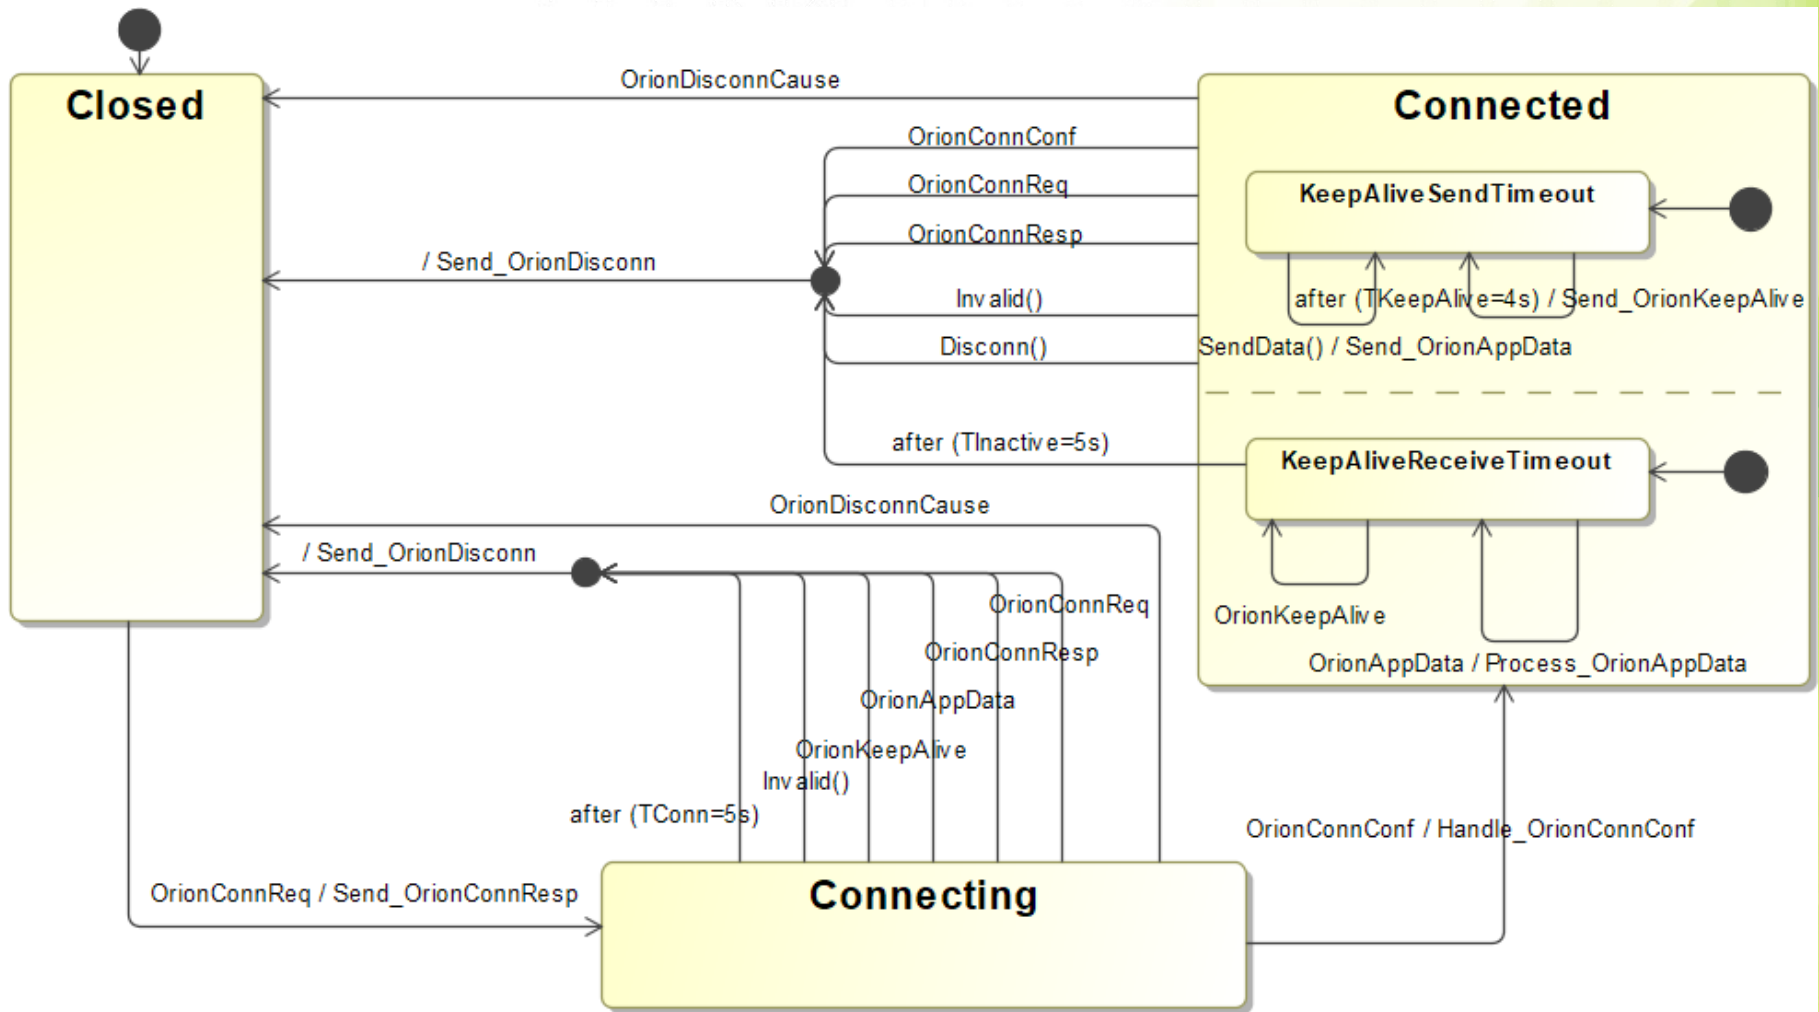 Closed
OrionDisconnCause
Connected
OrionConnConf
OrionConnReq
KeepAliveSendTimeout
OrionConnResp
/ Send_OrionDisconn
Invalid()
after (TKeepAlive=4s) / Send_OrionKeepAlive
Disconn()
SendData() / Send_OrionAppData
after (TInactive=5s)
KeepAliveReceiveTimeout
OrionDisconnCause
/ Send_OrionDisconn
OrionConnReq
OrionKeepAlive
OrionConnResp
OrionAppData / Process_OrionAppData
OrionAppData
OrionKeepAlive
Invalid()
after (TConn=5s)
OrionConnConf / Handle_OrionConnConf
OrionConnReq / Send_OrionConnResp
Connecting